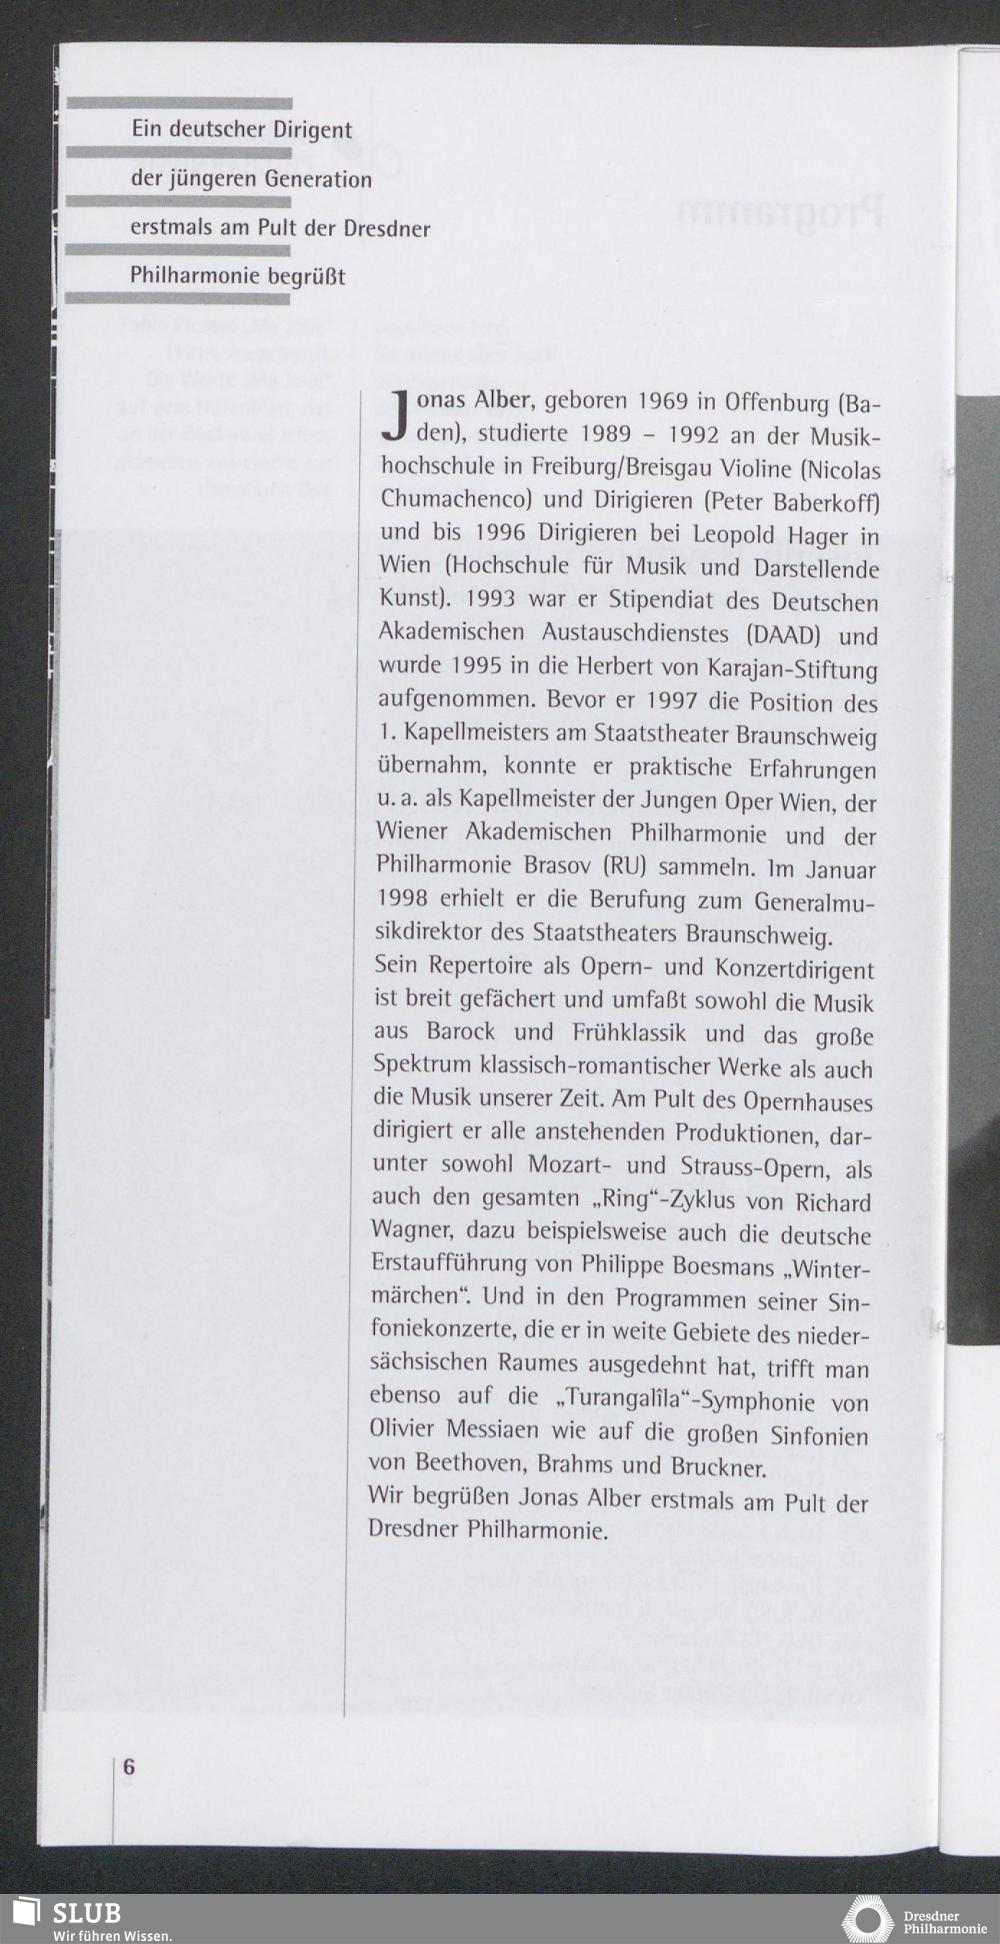 Ein deutscher Dirigent
der jüngeren Generation
erstmals am Pult der Dresdner
Philharmonie begrüßt
Jonas Alber, geboren 1969 in Offenburg (Ba-
den), studierte 1989 – 1992 an der Musik-
hochschule in Freiburg/Breisgau Violine (Nicolas
Chumachenco) und Dirigieren (Peter Baberkoff)
und bis 1996 Dirigieren bei Leopold Hager in
Wien (Hochschule für Musik und Darstellende
Kunst). 1993 war er Stipendiat des Deutschen
Akademischen Austauschdienstes (DAAD) und
wurde 1995 in die Herbert von Karajan-Stiftung
aufgenommen. Bevor er 1997 die Position des
1. Kapellmeisters am Staatstheater Braunschweig
übernahm, konnte er praktische Erfahrungen
u. a. als Kapellmeister der Jungen Oper Wien, der
Wiener Akademischen Philharmonie und der
Philharmonie Brasov (RU) sammeln. Im Januar
1998 erhielt er die Berufung zum Generalmu-
sikdirektor des Staatstheaters Braunschweig.
Sein Repertoire als Opern- und Konzertdirigent
ist breit gefächert und umfaßt sowohl die Musik
aus Barock und Frühklassik und das große
Spektrum klassisch-romantischer Werke als auch
die Musik unserer Zeit. Am Pult des Opernhauses
dirigiert er alle anstehenden Produktionen, dar-
unter sowohl Mozart- und Strauss-Opern, als
auch den gesamten „Ring“-Zyklus von Richard
Wagner, dazu beispielsweise auch die deutsche
Erstaufführung von Philippe Boesmans „Winter-
märchen“. Und in den Programmen seiner Sin-
foniekonzerte, die er in weite Gebiete des nieder-
sächsischen Raumes ausgedehnt hat, trifft man
ebenso auf die „Turangalîla“-Symphonie von
Olivier Messiaen wie auf die großen Sinfonien
von Beethoven, Brahms und Bruckner.
Wir begrüßen Jonas Alber erstmals am Pult der
Dresdner Philharmonie.
6
SLUB
Wir führen Wissen.
Dresdner
Philharmonie